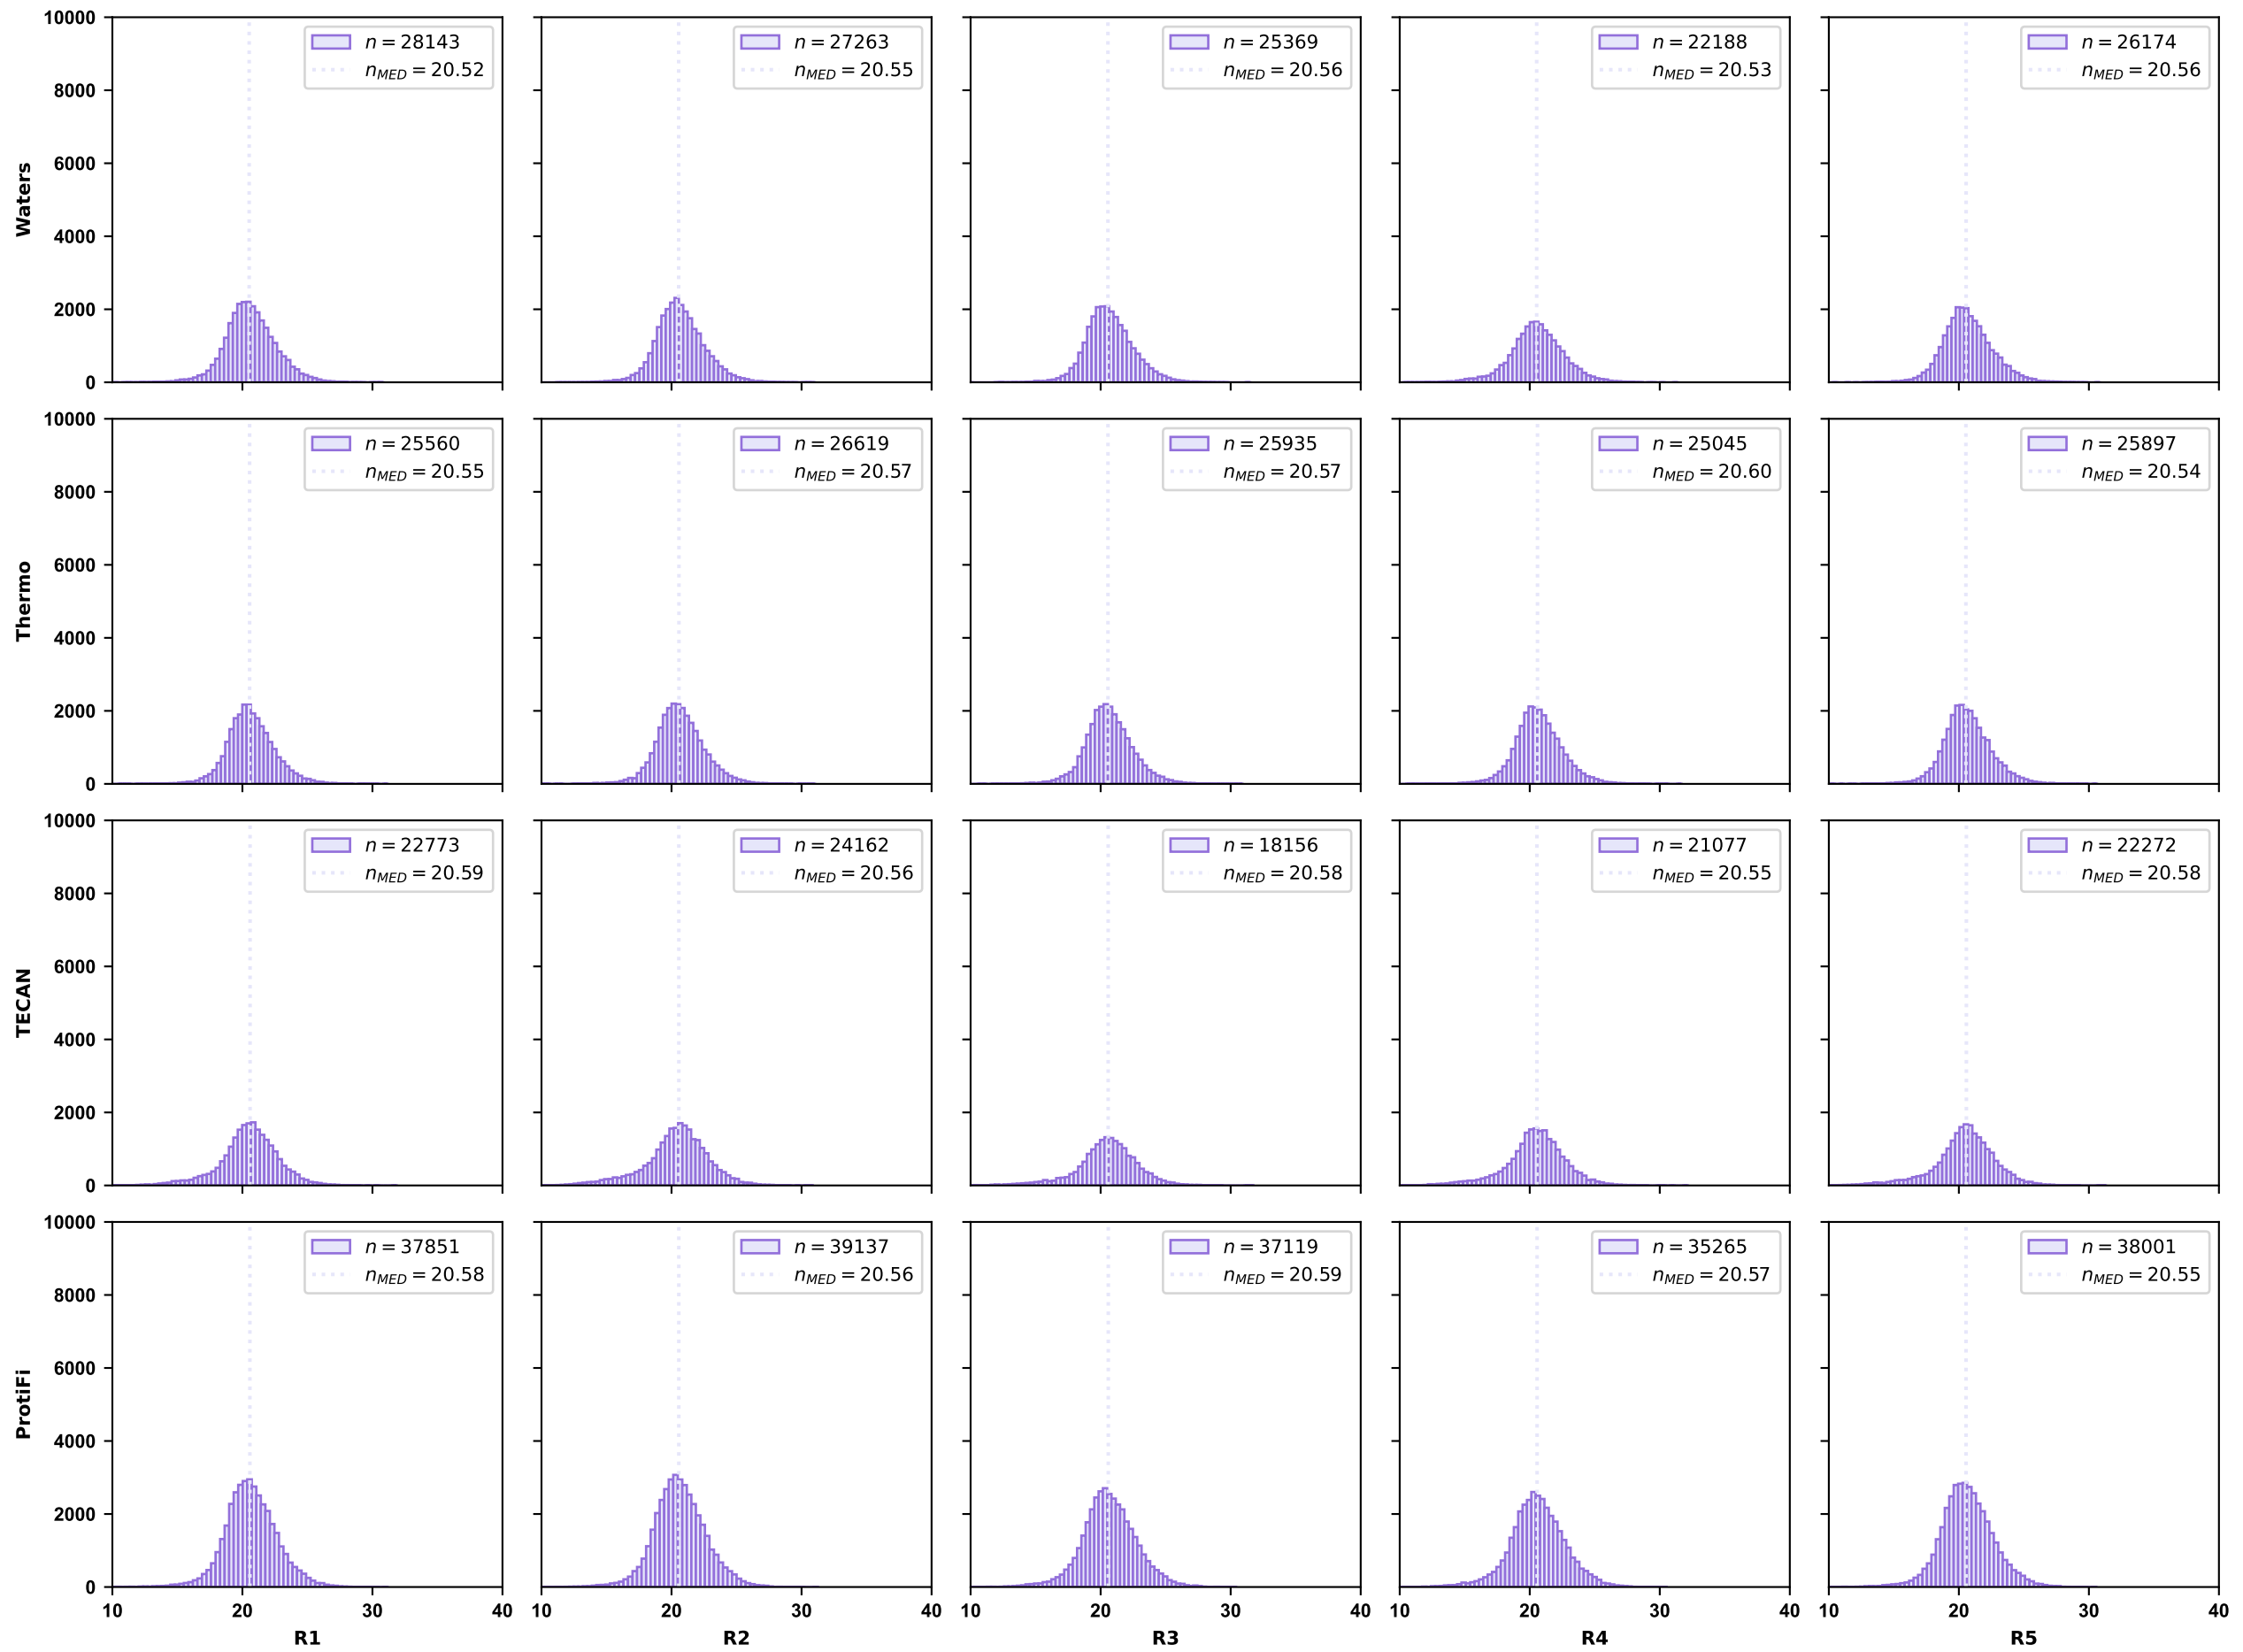 10000
8000
6000
4000
2000
0
Waters
n = 28143
n_MED = 20.52
n = 27263
n_MED = 20.55
n = 25369
n_MED = 20.56
n = 22188
n_MED = 20.53
n = 26174
n_MED = 20.56
10000
8000
6000
4000
2000
0
Thermo
n = 25560
n_MED = 20.55
n = 26619
n_MED = 20.57
n = 25935
n_MED = 20.57
n = 25045
n_MED = 20.60
n = 25897
n_MED = 20.54
10000
8000
6000
4000
2000
0
TECAN
n = 22773
n_MED = 20.59
n = 24162
n_MED = 20.56
n = 18156
n_MED = 20.58
n = 21077
n_MED = 20.55
n = 22272
n_MED = 20.58
10000
8000
6000
4000
2000
0
ProtiFi
n = 37851
n_MED = 20.58
n = 39137
n_MED = 20.56
n = 37119
n_MED = 20.59
n = 35265
n_MED = 20.57
n = 38001
n_MED = 20.55
10 20 30 40
10 20 30 40
10 20 30 40
10 20 30 40
10 20 30 40
R1
R2
R3
R4
R5